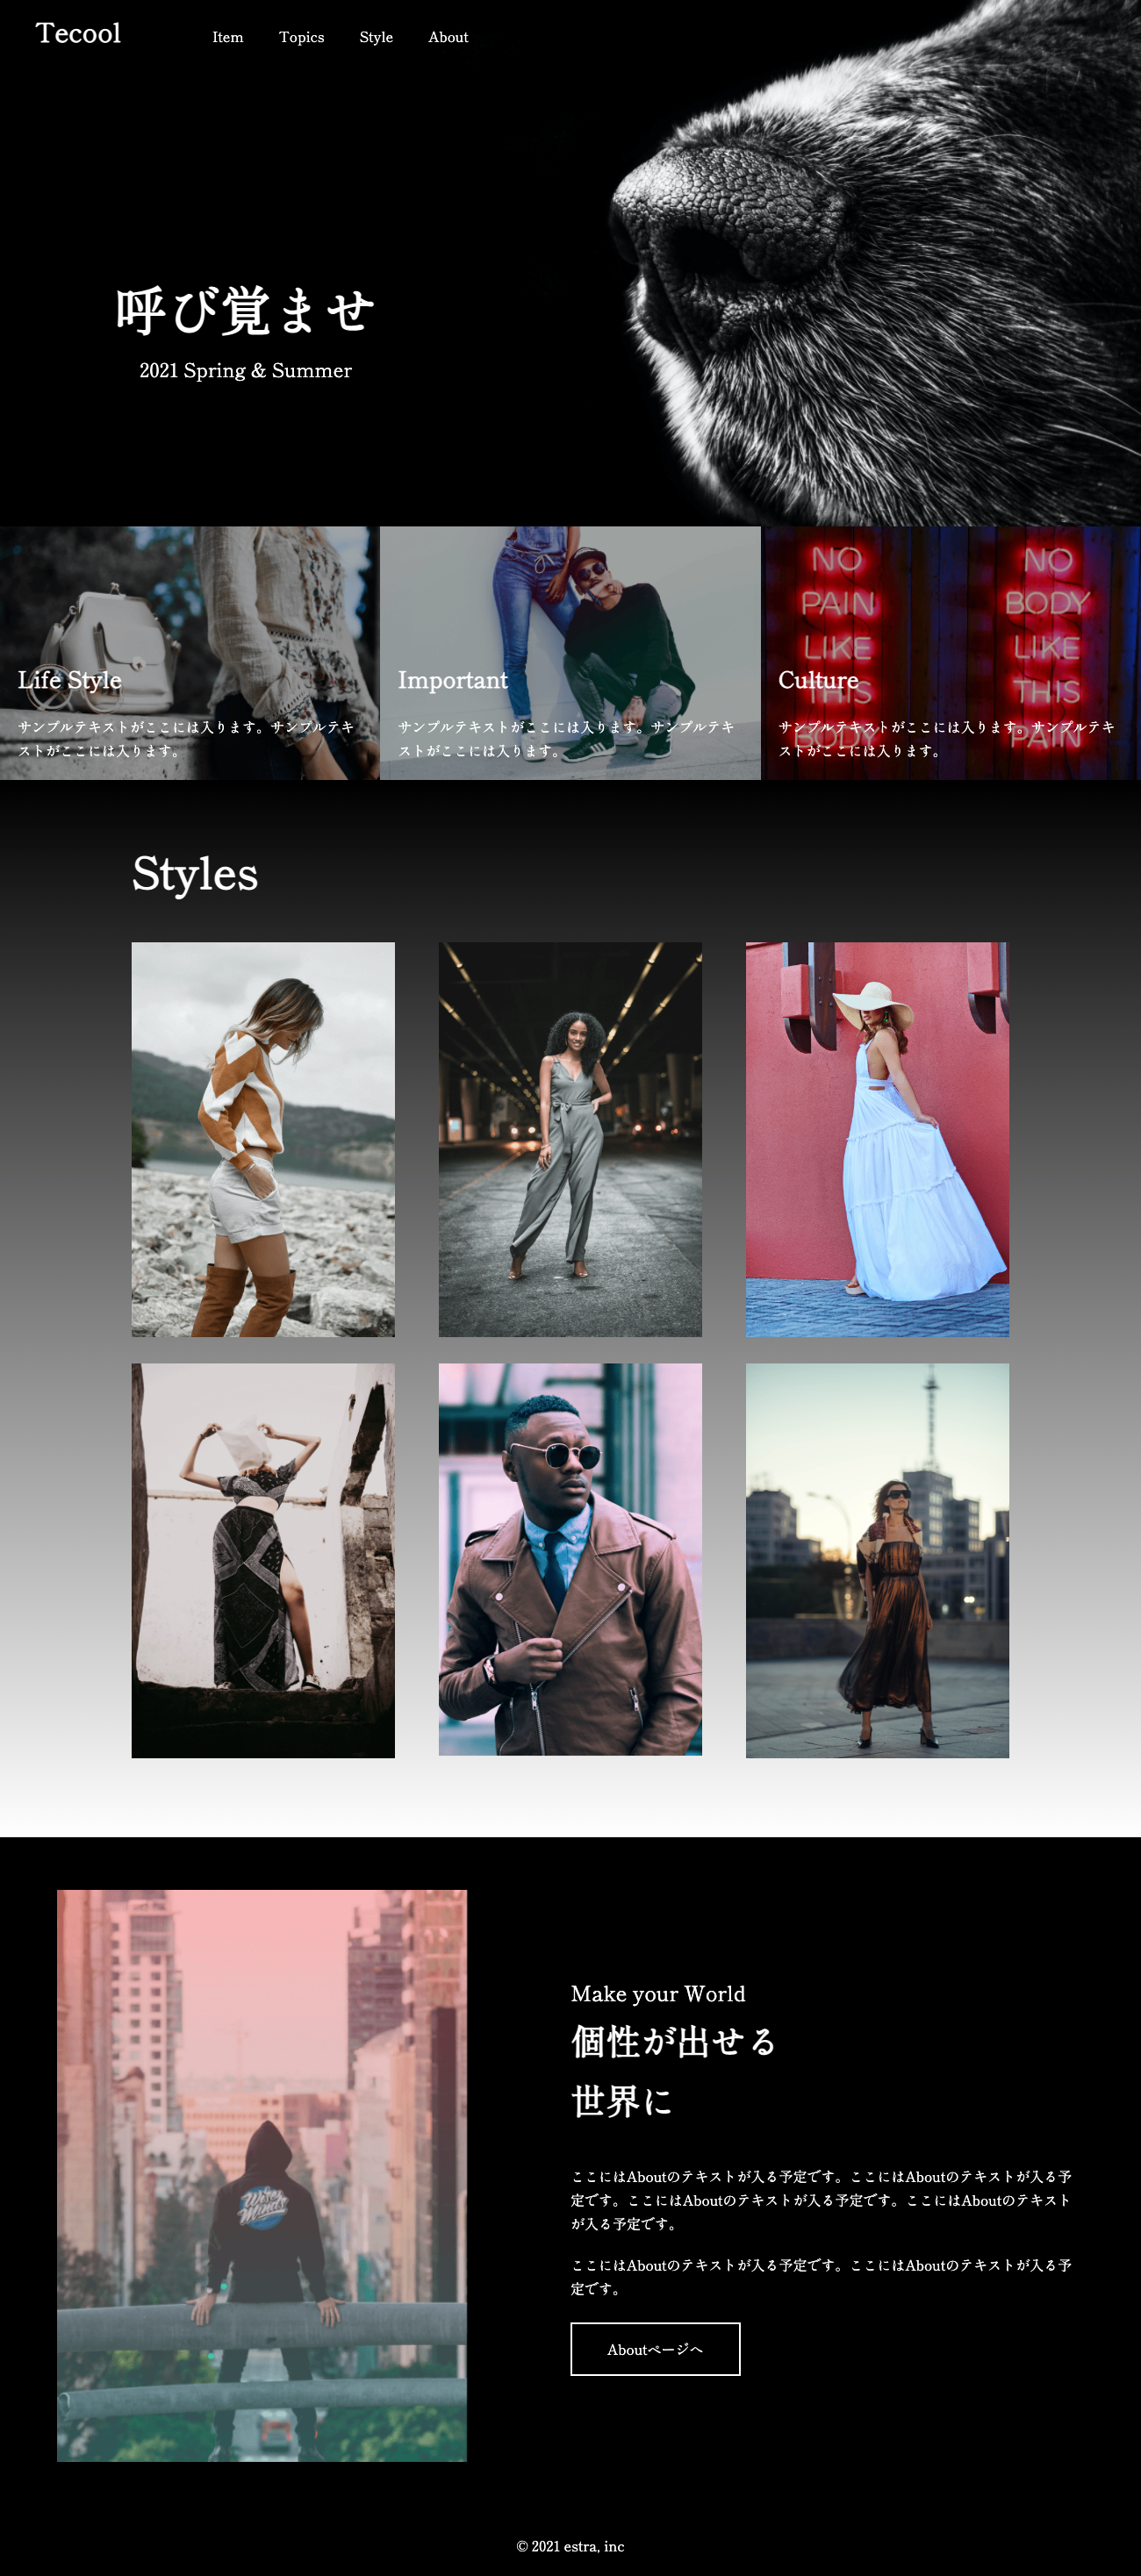 Tecool
Item Topics Style About
呼び覚ませ
2021 Spring & Summer
NO PAIN LIKE THIS BODY
NO BODY LIKE THIS PAIN
Life Style
サンプルテキストがここには入ります。サンプルテキ
ストがここには入ります。
Important
サンプルテキストがここには入ります。サンプルテキ
ストがここには入ります。
Culture
サンプルテキストがここには入ります。サンプルテキ
ストがここには入ります。
Styles
Make your World
個性が出せる
世界に
ここにはAboutのテキストが入る予定です。ここにはAboutのテキストが入る予
定です。ここにはAboutのテキストが入る予定です。ここにはAboutのテキスト
が入る予定です。
ここにはAboutのテキストが入る予定です。ここにはAboutのテキストが入る予
定です。
Aboutページへ
© 2021 estra, inc